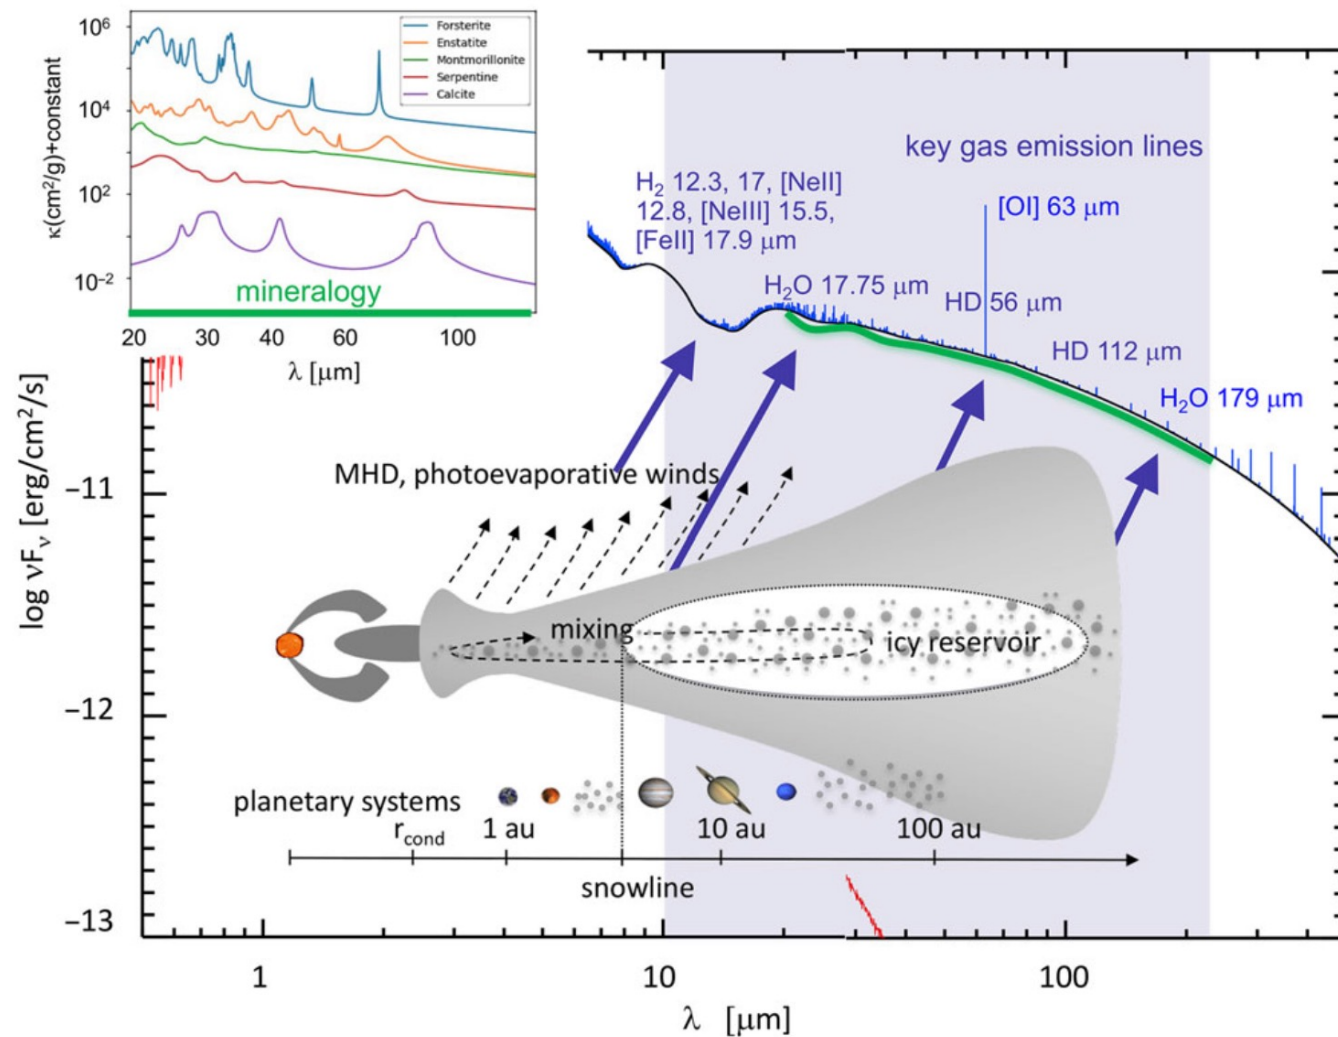 10⁶
10⁴
10²
10⁻²
κ(cm²/g)+constant
Forsterite
Enstatite
Montmorillonite
Serpentine
Calcite
mineralogy
20 30 40 60 100
λ [μm]
key gas emission lines
H₂ 12.3, 17, [NeII]
12.8, [NeIII] 15.5,
[FeII] 17.9 μm
[OI] 63 μm
H₂O 17.75 μm
HD 56 μm
HD 112 μm
H₂O 179 μm
log νFᵥ [erg/cm²/s]
−11
−12
−13
MHD, photoevaporative winds
mixing
icy reservoir
planetary systems
r_cond 1 au 10 au 100 au
snowline
1 10 100
λ [μm]